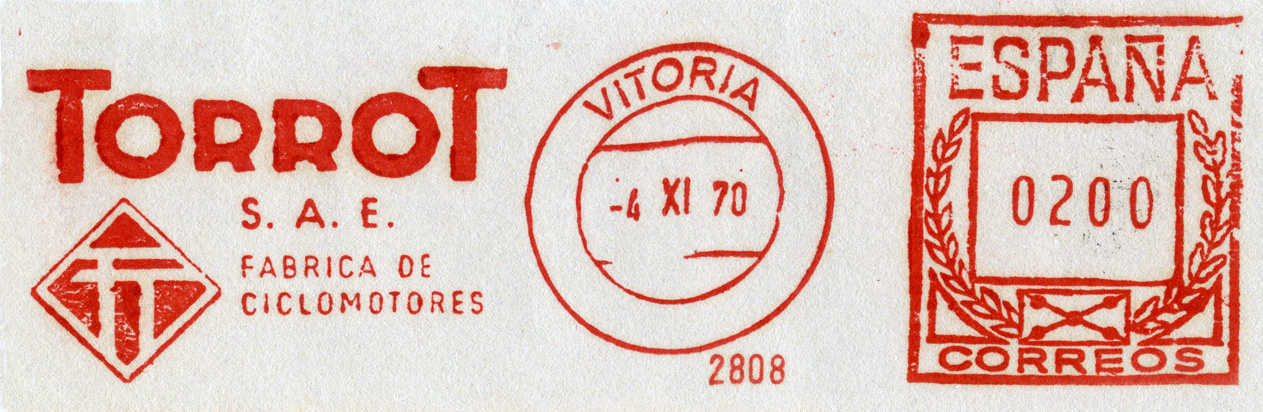 TORROT
S. A. E.
FABRICA DE
CICLOMOTORES
VITORIA
-4 XI 70
2808
ESPAÑA
0200
CORREOS